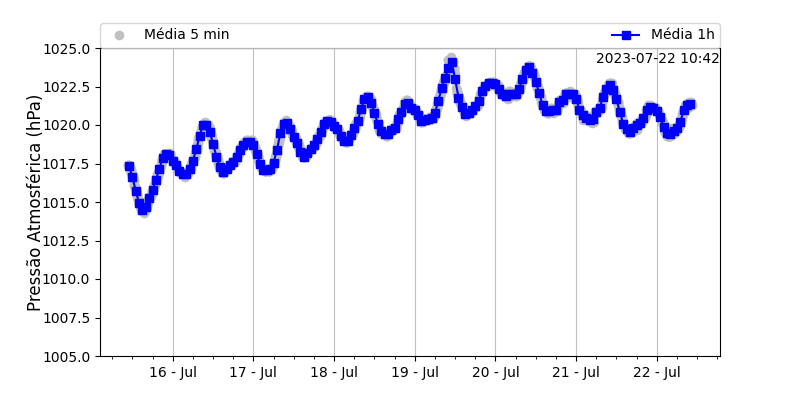 Média 5 min
Média 1h
2023-07-22 10:42
Pressão Atmosférica (hPa)
1025.0
1022.5
1020.0
1017.5
1015.0
1012.5
1010.0
1007.5
1005.0
16 - Jul
17 - Jul
18 - Jul
19 - Jul
20 - Jul
21 - Jul
22 - Jul